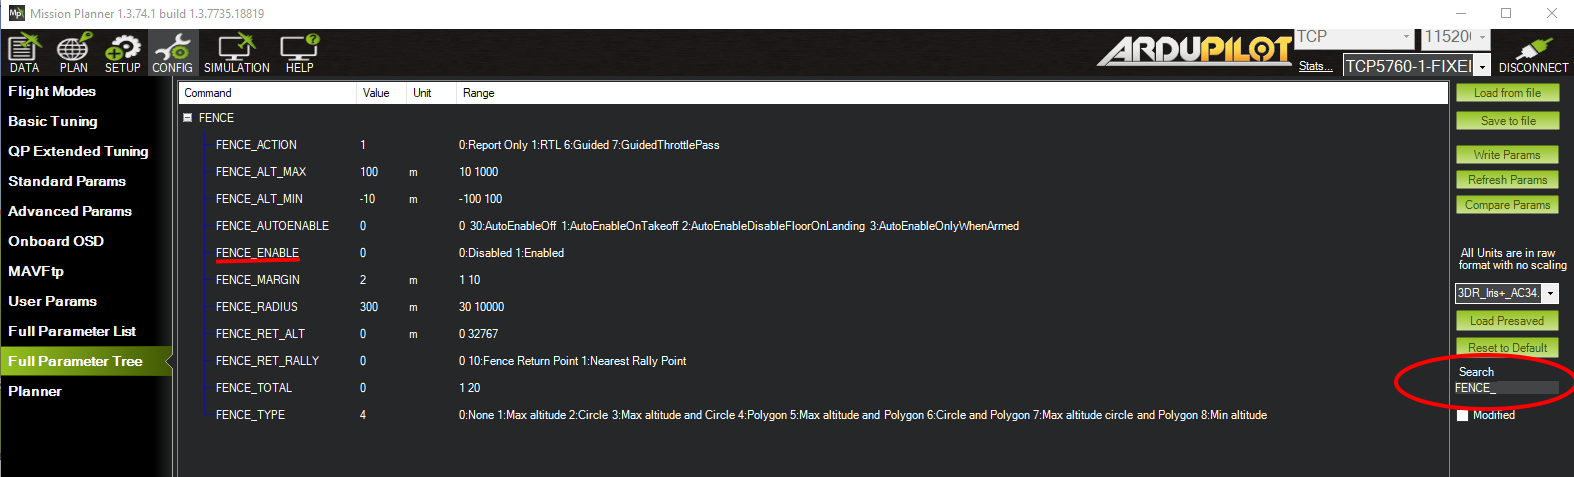 Mission Planner 1.3.74.1 build 1.3.7735.18819
DATA PLAN SETUP CONFIG SIMULATION HELP
ARDUPILOT
TCP 11520
Stats... TCP5760-1-FIXE
DISCONNECT
Flight Modes
Basic Tuning
QP Extended Tuning
Standard Params
Advanced Params
Onboard OSD
MAVFtp
User Params
Full Parameter List
Full Parameter Tree
Planner
Command Value Unit Range
FENCE
FENCE_ACTION 1 0:Report Only 1:RTL 6:Guided 7:GuidedThrottlePass
FENCE_ALT_MAX 100 m 10 1000
FENCE_ALT_MIN -10 m -100 100
FENCE_AUTOENABLE 0 0 30:AutoEnableOff 1:AutoEnableOnTakeoff 2:AutoEnableDisableFloorOnLanding 3:AutoEnableOnlyWhenArmed
FENCE_ENABLE 0 0:Disabled 1:Enabled
FENCE_MARGIN 2 m 1 10
FENCE_RADIUS 300 m 30 10000
FENCE_RET_ALT 0 m 0 32767
FENCE_RET_RALLY 0 0 10:Fence Return Point 1:Nearest Rally Point
FENCE_TOTAL 0 1 20
FENCE_TYPE 4 0:None 1:Max altitude 2:Circle 3:Max altitude and Circle 4:Polygon 5:Max altitude and Polygon 6:Circle and Polygon 7:Max altitude circle and Polygon 8:Min altitude
Load from file
Save to file
Write Params
Refresh Params
Compare Params
All Units are in raw
format with no scaling
3DR_Iris+_AC34.
Load Presaved
Reset to Default
Search
FENCE_
Modified